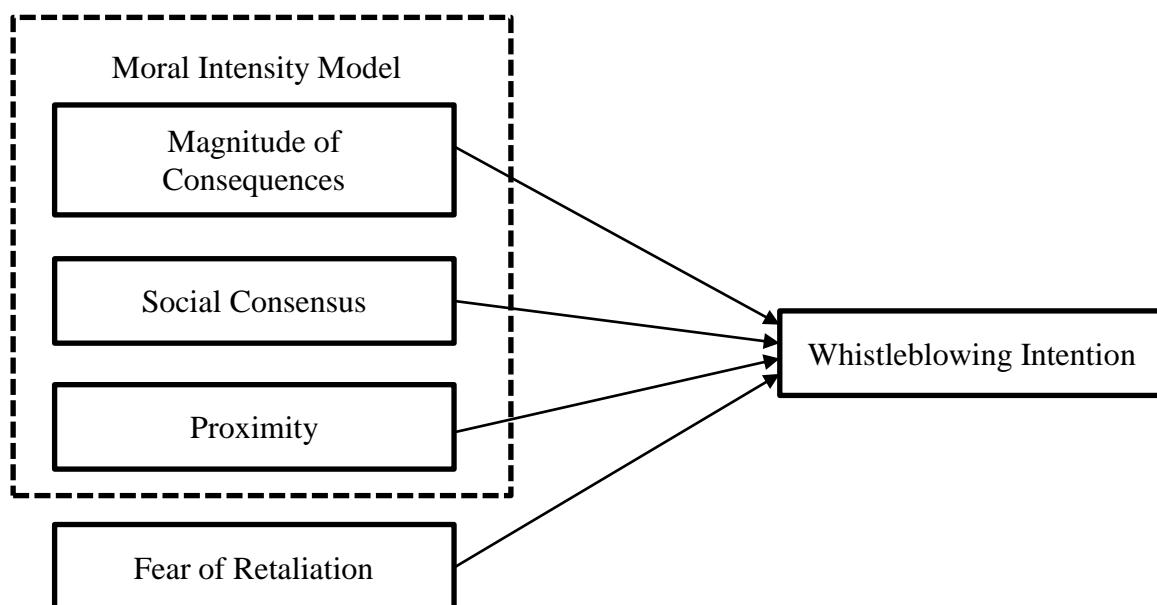 Moral Intensity Model
Magnitude of
Consequences
Social Consensus
Proximity
Fear of Retaliation
Whistleblowing Intention